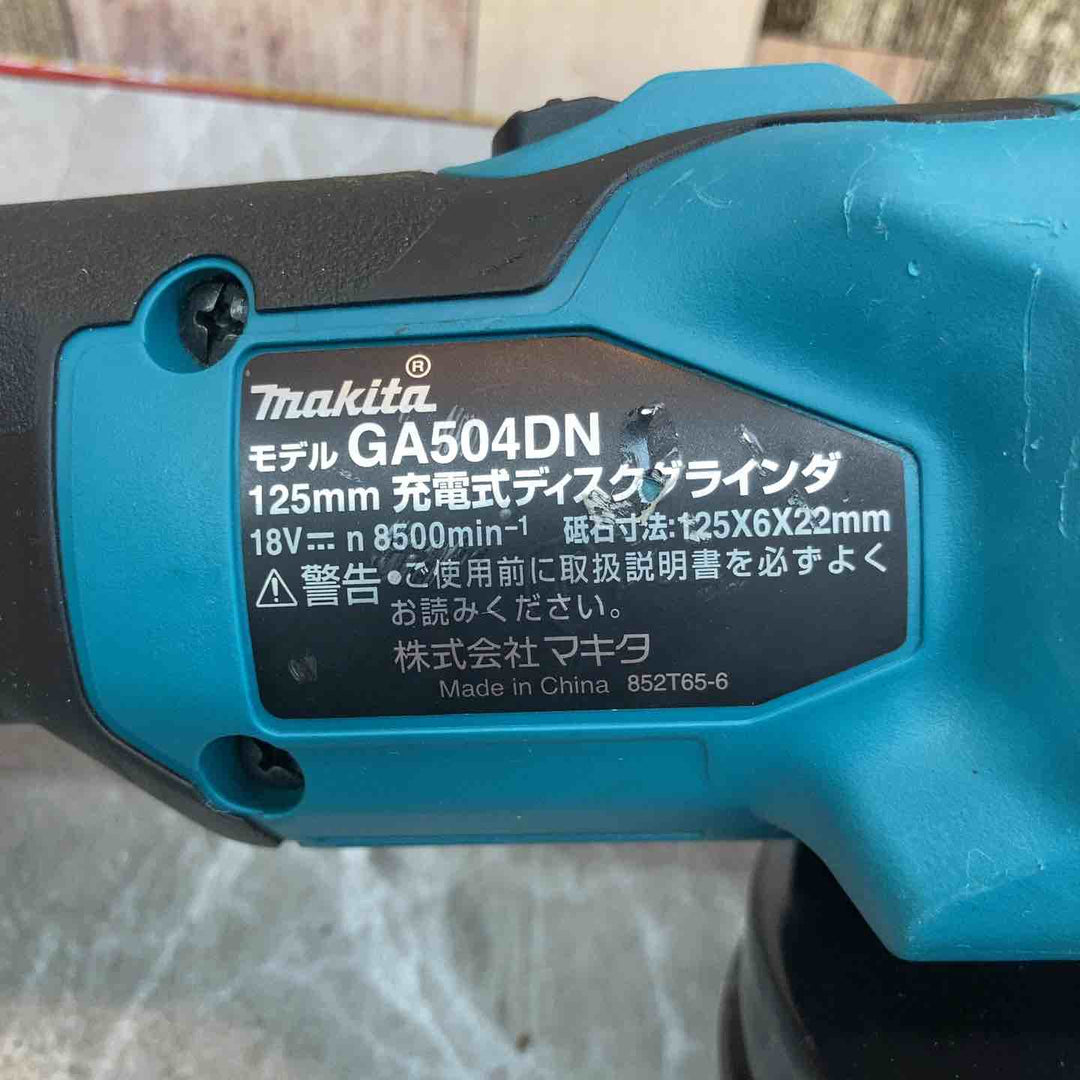 makita®
モデル GA504DN
125mm 充電式ディスクグラインダ
18V⎓ n 8500min⁻¹ 砥石寸法:125X6X22mm
⚠警告 •ご使用前に取扱説明書を必ずよく
お読みください。
株式会社マキタ
Made in China 852T65-6